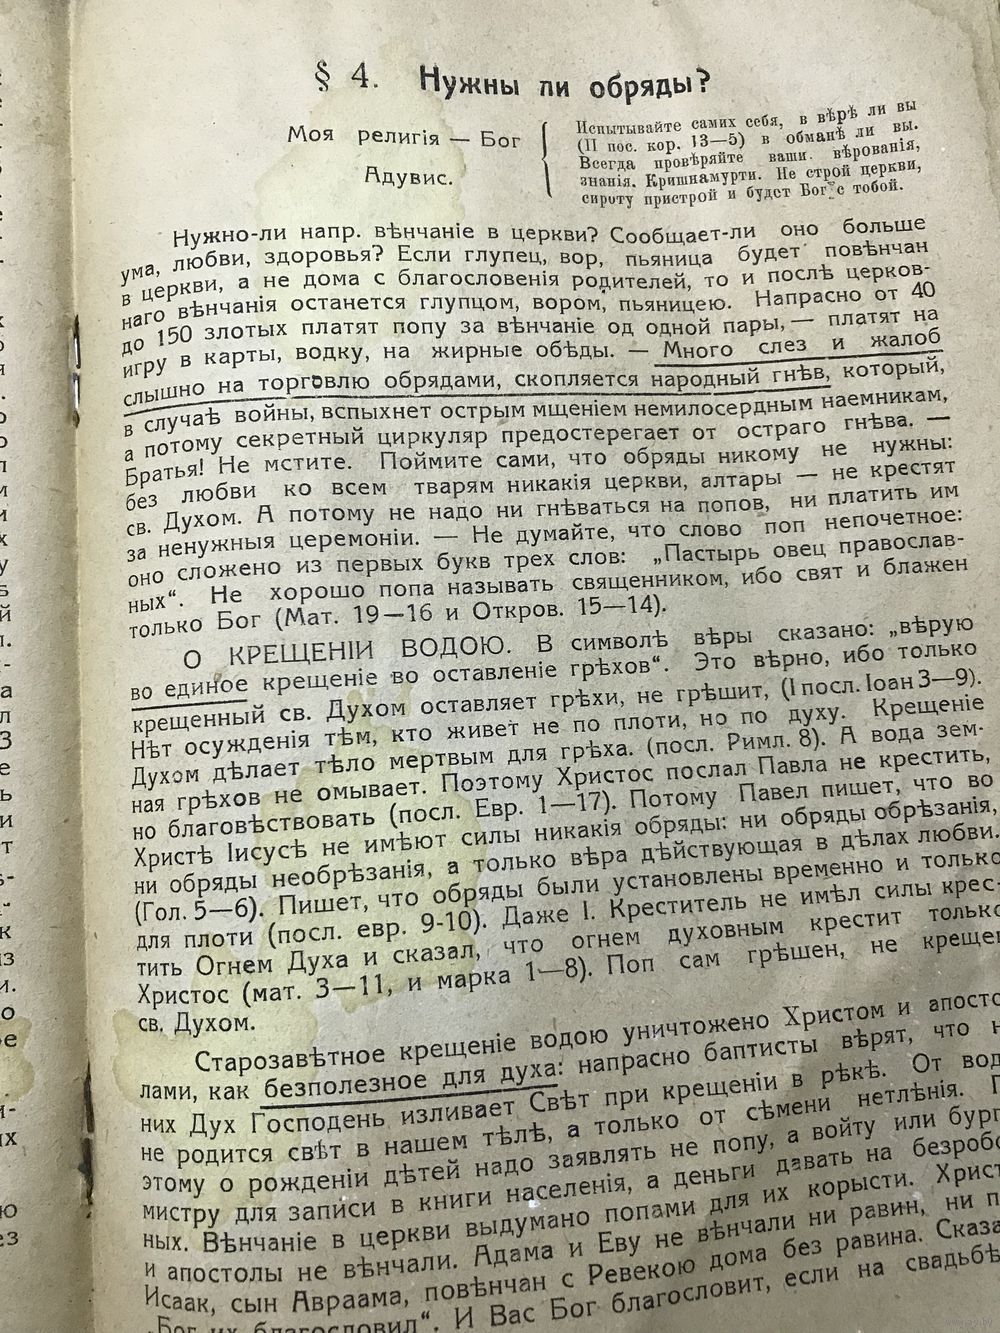 § 4. Нужны ли обряды?
Моя религія — Бог
Адувис.
Испытывайте самих себя, в вѣрѣ ли вы
(II пос. кор. 13—5) в обманѣ ли вы.
Всегда провѣряйте ваши вѣрованія,
знанія. Кришнамурти. Не строй церкви,
сироту пристрой и будет Бог с тобой.
Нужно-ли напр. вѣнчаніе в церкви? Сообщает-ли оно больше
ума, любви, здоровья? Если глупец, вор, пьяница будет повѣнчан
в церкви, а не дома с благословенія родителей, то и послѣ церков-
наго вѣнчанія останется глупцом, вором, пьяницею. Напрасно от 40
до 150 злотых платят попу за вѣнчаніе од одной пары, — платят на
игру в карты, водку, на жирные обѣды. — Много слез и жалоб
слышно на торговлю обрядами, скопляется народный гнѣв, который,
в случаѣ войны, вспыхнет острым мщеніем немилосердным наемникам,
а потому секретный циркуляр предостерегает от остраго гнѣва. —
Братья! Не мстите. Поймите сами, что обряды никому не нужны:
без любви ко всем тварям никакія церкви, алтары — не крестят
св. Духом. А потому не надо ни гнѣваться на попов, ни платить им
за ненужныя церемоніи. — Не думайте, что слово поп непочетное:
оно сложено из первых букв трех слов: „Пастырь овец православ-
ных“. Не хорошо попа называть священником, ибо свят и блажен
только Бог (Мат. 19—16 и Откров. 15—14).
О КРЕЩЕНІИ ВОДОЮ. В символѣ вѣры сказано: „вѣрую
во единое крещеніе во оставленіе грѣхов“. Это вѣрно, ибо только
крещенный св. Духом оставляет грѣхи, не грѣшит, (I посл. Іоан 3—9).
Нѣт осужденія тѣм, кто живет не по плоти, но по духу. Крещеніе
Духом дѣлает тѣло мертвым для грѣха. (посл. Римл. 8). А вода зем-
ная грѣхов не омывает. Поэтому Христос послал Павла не крестить,
но благовѣствовать (посл. Евр. 1—17). Потому Павел пишет, что во
Христѣ Іисусѣ не имѣют силы никакія обряды: ни обряды обрѣзанія,
ни обряды необрѣзанія, а только вѣра дѣйствующая в дѣлах любви.
(Гол. 5—6). Пишет, что обряды были установлены временно и только
для плоти (посл. евр. 9-10). Даже І. Креститель не имѣл силы крес-
тить Огнем Духа и сказал, что огнем духовным крестит только
Христос (мат. 3—11, и марка 1—8). Поп сам грѣшен, не крещен
св. Духом.
Старозавѣтное крещеніе водою уничтожено Христом и апосто
лами, как безполезное для духа: напрасно баптисты вѣрят, что н
них Дух Господень изливает Свѣт при крещеніи в рѣкѣ. От вод
не родится свѣт в нашем тѣлѣ, а только от сѣмени нетлѣнія. П
этому о рожденіи дѣтей надо заявлять не попу, а войту или бург
мистру для записи в книги населенія, а деньги давать на безробо
ных. Вѣнчаніе в церкви выдумано попами для их корысти. Христ
и апостолы не вѣнчали. Адама и Еву не вѣнчали ни равин, ни п
Исаак, сын Авраама, повѣнчан с Ревекою дома без равина. Сказа
„Бог их благословил“. И Вас Бог благословит, если на свадьбѣ